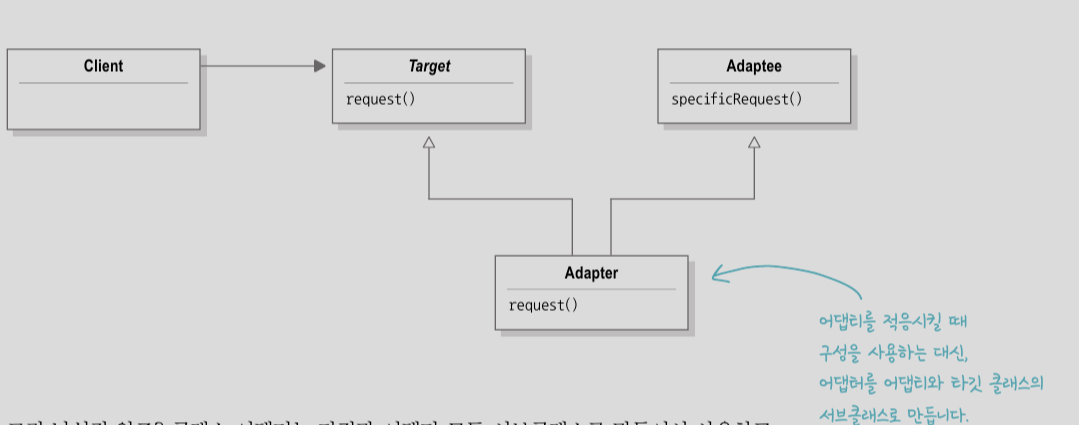 Client
Target
request()
Adaptee
specificRequest()
Adapter
request()
어댑티를 적응시킬 때
구성을 사용하는 대신,
어댑터를 어댑티와 타깃 클래스의
서브클래스로 만듭니다.